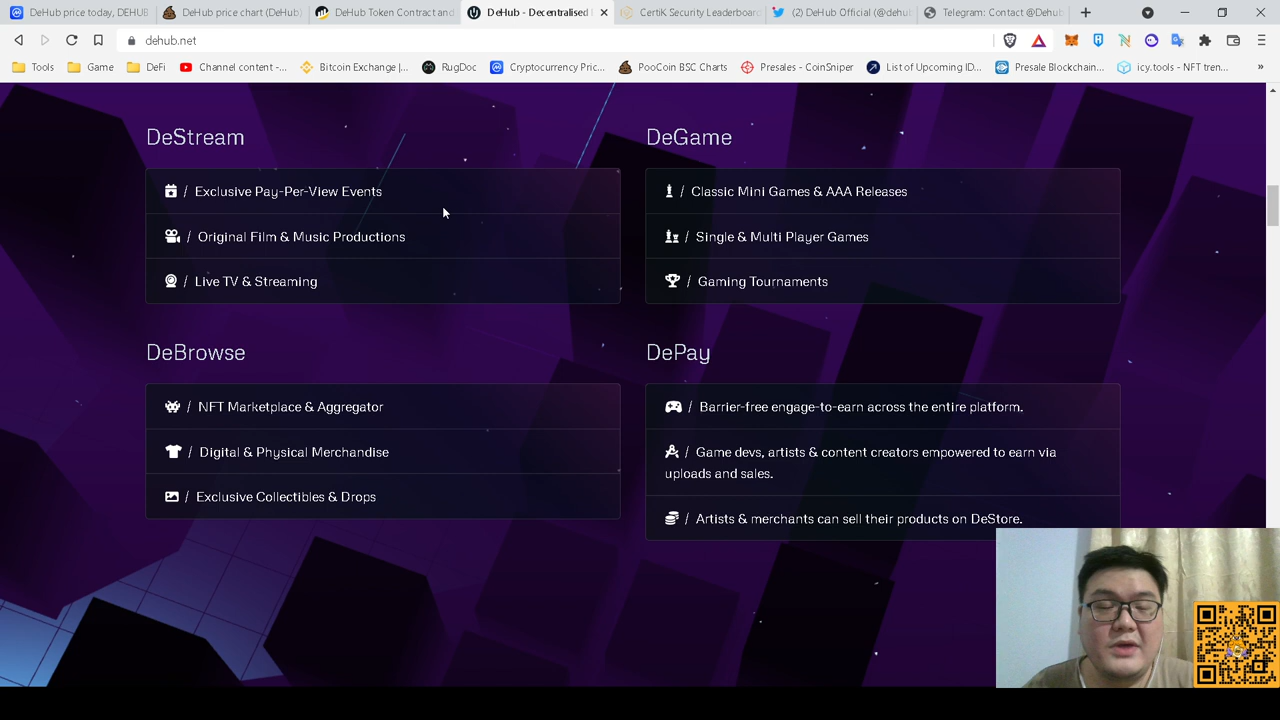 DeHub price today, DEHUB
DeHub price chart (DeHub)
DeHub Token Contract and
DeHub - Decentralised
CertiK Security Leaderboard
(2) DeHub Official (@dehub
Telegram: Contact @Dehub
dehub.net
Tools
Game
DeFi
Channel content -...
Bitcoin Exchange |...
RugDoc
Cryptocurrency Pric...
PooCoin BSC Charts
Presales - CoinSniper
List of Upcoming ID...
Presale Blockchain...
icy.tools - NFT tren...
»
DeStream
/ Exclusive Pay-Per-View Events
/ Original Film & Music Productions
/ Live TV & Streaming
DeGame
/ Classic Mini Games & AAA Releases
/ Single & Multi Player Games
/ Gaming Tournaments
DeBrowse
/ NFT Marketplace & Aggregator
/ Digital & Physical Merchandise
/ Exclusive Collectibles & Drops
DePay
/ Barrier-free engage-to-earn across the entire platform.
/ Game devs, artists & content creators empowered to earn via
uploads and sales.
/ Artists & merchants can sell their products on DeStore.